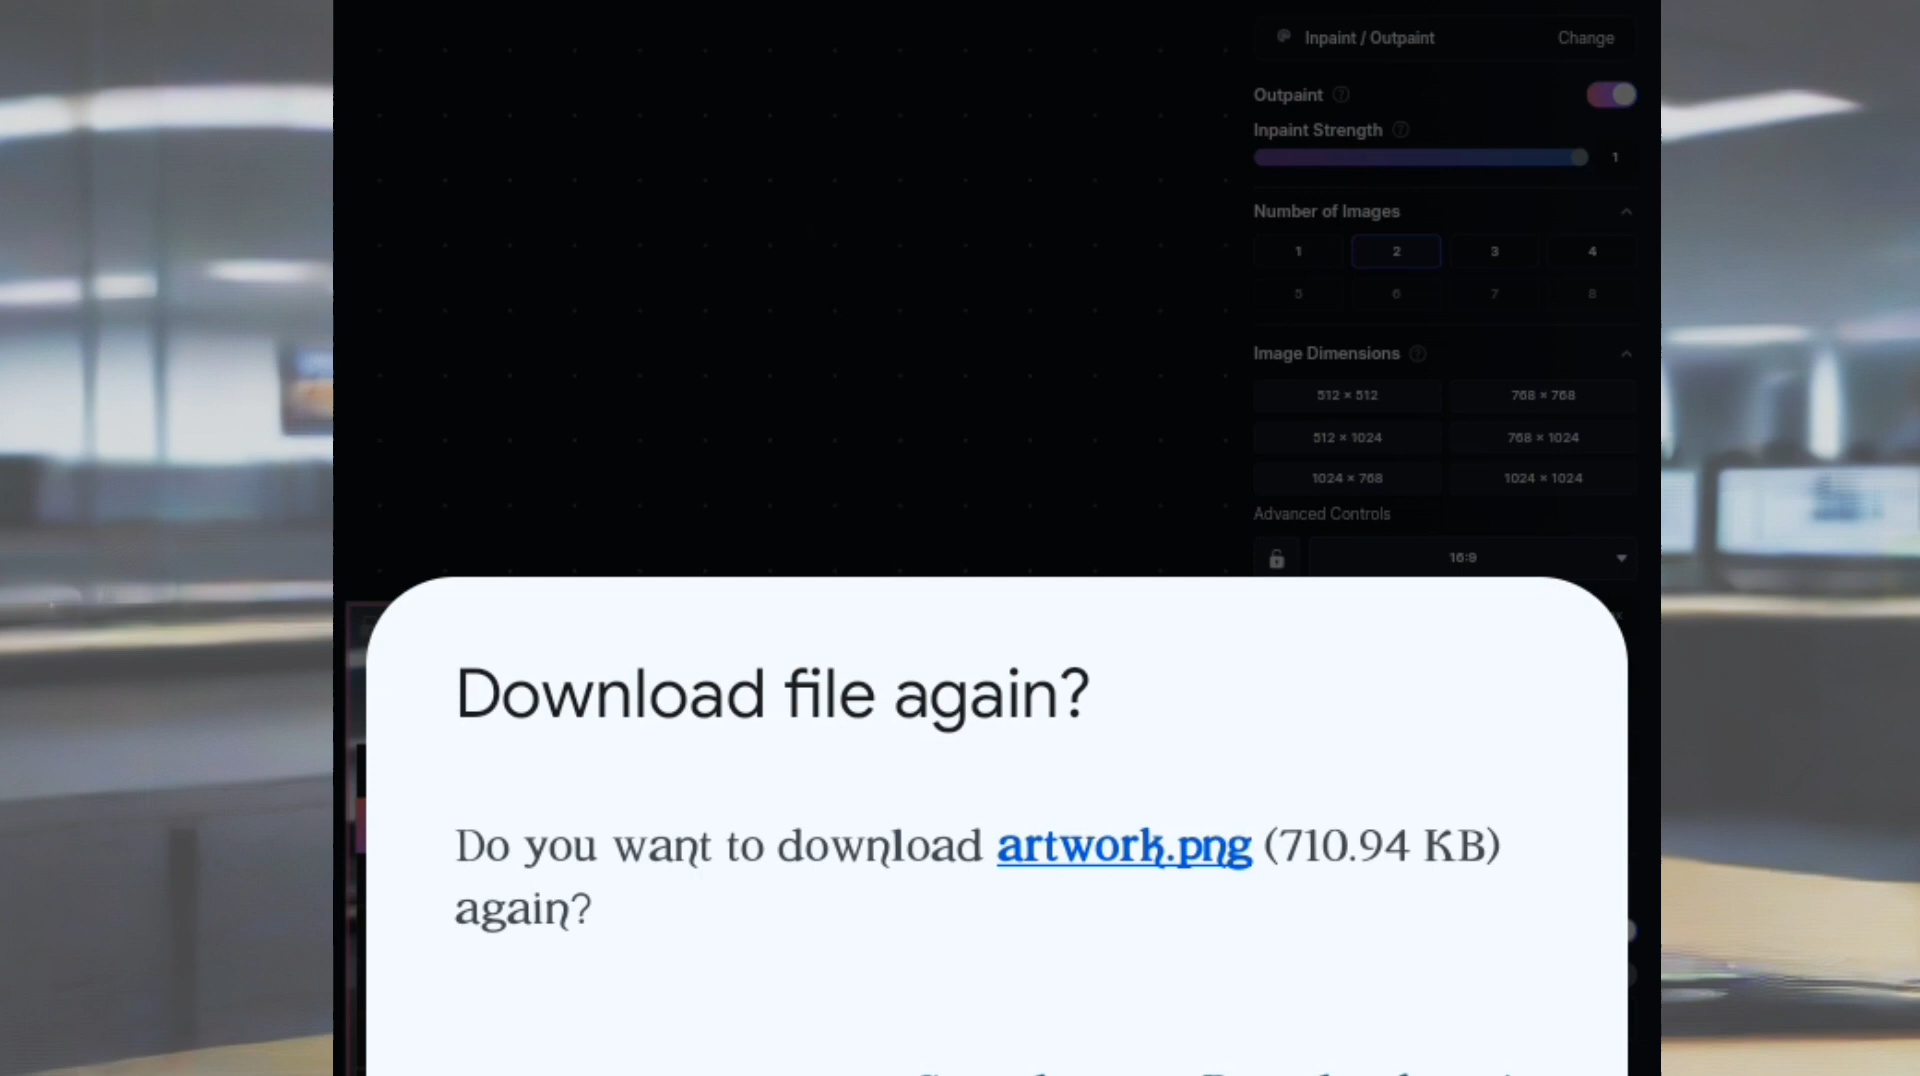 Inpaint / Outpaint Change
Outpaint
Inpaint Strength
1
Number of Images
1 2 3 4
5 6 7 8
Image Dimensions
512 × 512 768 × 768
512 × 1024 768 × 1024
1024 × 768 1024 × 1024
Advanced Controls
16:9
Download file again?
Do you want to download artwork.png (710.94 KB)
again?